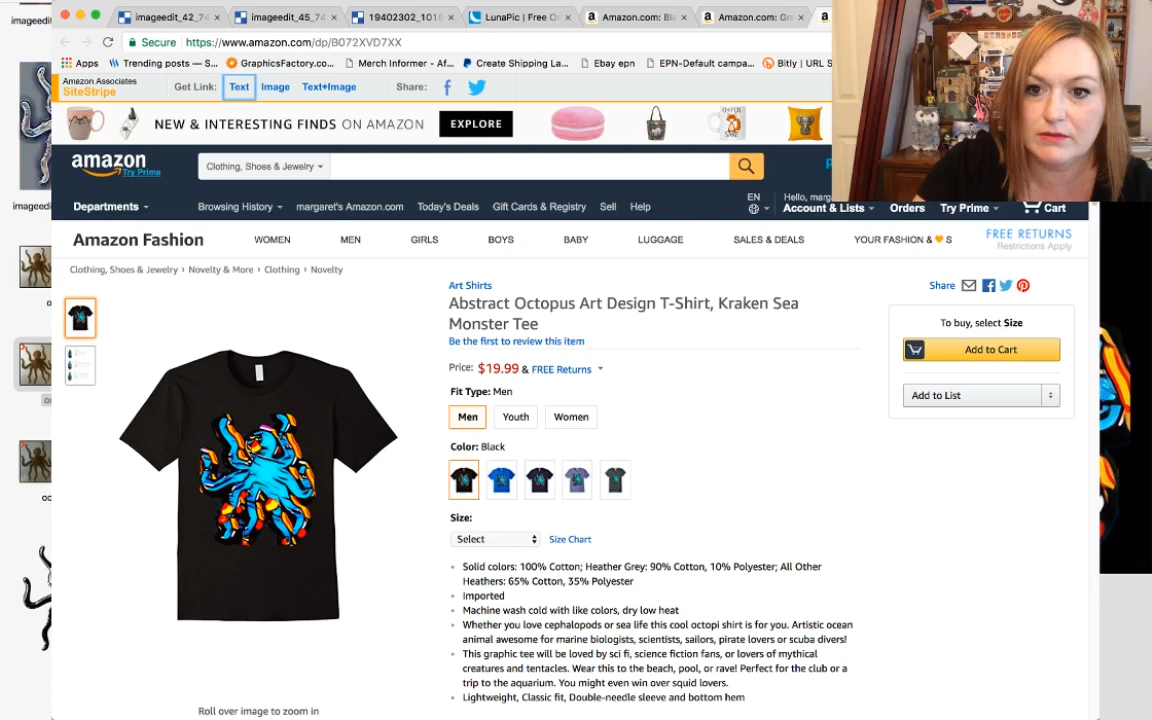 imageedit_42_74
imageedit_45_74
19402302_1015
LunaPic | Free O
Amazon.com: Bl
Amazon.com: Gre
Secure
https://www.amazon.com/dp/B072XVD7XX
Apps
Trending posts — S...
GraphicsFactory.co...
Merch Informer - Af...
Create Shipping La...
Ebay epn
EPN-Default campa...
Bitly | URL S
Amazon Associates
SiteStripe
Get Link:
Text
Image
Text+Image
Share:
NEW & INTERESTING FINDS ON AMAZON
EXPLORE
amazon
Try Prime
Clothing, Shoes & Jewelry
Departments
Browsing History
margaret's Amazon.com
Today's Deals
Gift Cards & Registry
Sell
Help
EN
Hello, marg
Account & Lists
Orders
Try Prime
Cart
Amazon Fashion
WOMEN
MEN
GIRLS
BOYS
BABY
LUGGAGE
SALES & DEALS
YOUR FASHION & 🧡 S
FREE RETURNS
Restrictions Apply
Clothing, Shoes & Jewelry › Novelty & More › Clothing › Novelty
Art Shirts
Abstract Octopus Art Design T-Shirt, Kraken Sea
Monster Tee
Be the first to review this item
Price: $19.99 & FREE Returns
Fit Type: Men
Men
Youth
Women
Color: Black
Size:
Select
Size Chart
Solid colors: 100% Cotton; Heather Grey: 90% Cotton, 10% Polyester; All Other
Heathers: 65% Cotton, 35% Polyester
Imported
Machine wash cold with like colors, dry low heat
Whether you love cephalopods or sea life this cool octopi shirt is for you. Artistic ocean
animal awesome for marine biologists, scientists, sailors, pirate lovers or scuba divers!
This graphic tee will be loved by sci fi, science fiction fans, or lovers of mythical
creatures and tentacles. Wear this to the beach, pool, or rave! Perfect for the club or a
trip to the aquarium. You might even win over squid lovers.
Lightweight, Classic fit, Double-needle sleeve and bottom hem
Share
To buy, select Size
Add to Cart
Add to List
Roll over image to zoom in
imageedi
imageed